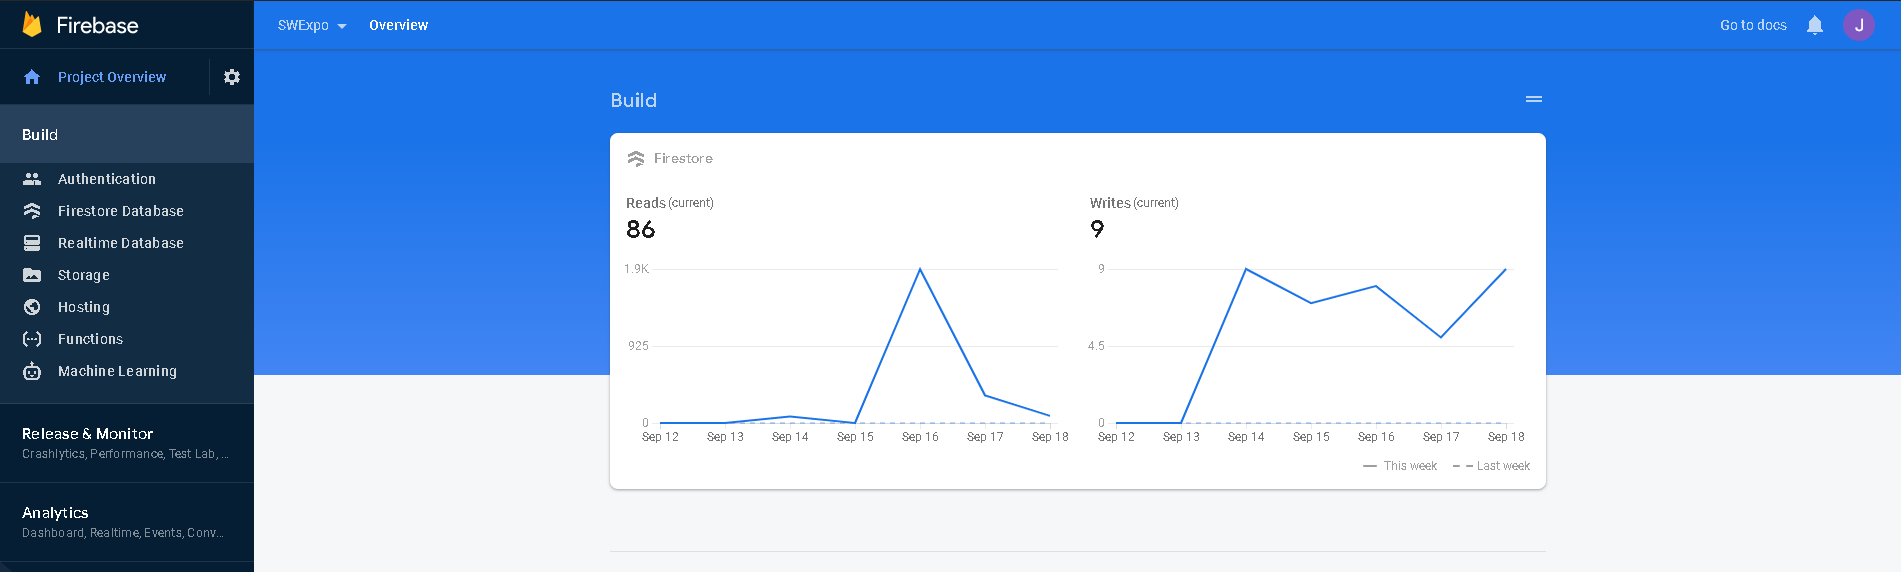 Firebase
SWExpo Overview
Go to docs
J
Project Overview
Build
Authentication
Firestore Database
Realtime Database
Storage
Hosting
Functions
Machine Learning
Release & Monitor
Crashlytics, Performance, Test Lab, ...
Analytics
Dashboard, Realtime, Events, Conv...
Build
Firestore
Reads (current)
86
1.9K
925
0
Sep 12 Sep 13 Sep 14 Sep 15 Sep 16 Sep 17 Sep 18
Writes (current)
9
9
4.5
0
Sep 12 Sep 13 Sep 14 Sep 15 Sep 16 Sep 17 Sep 18
This week Last week